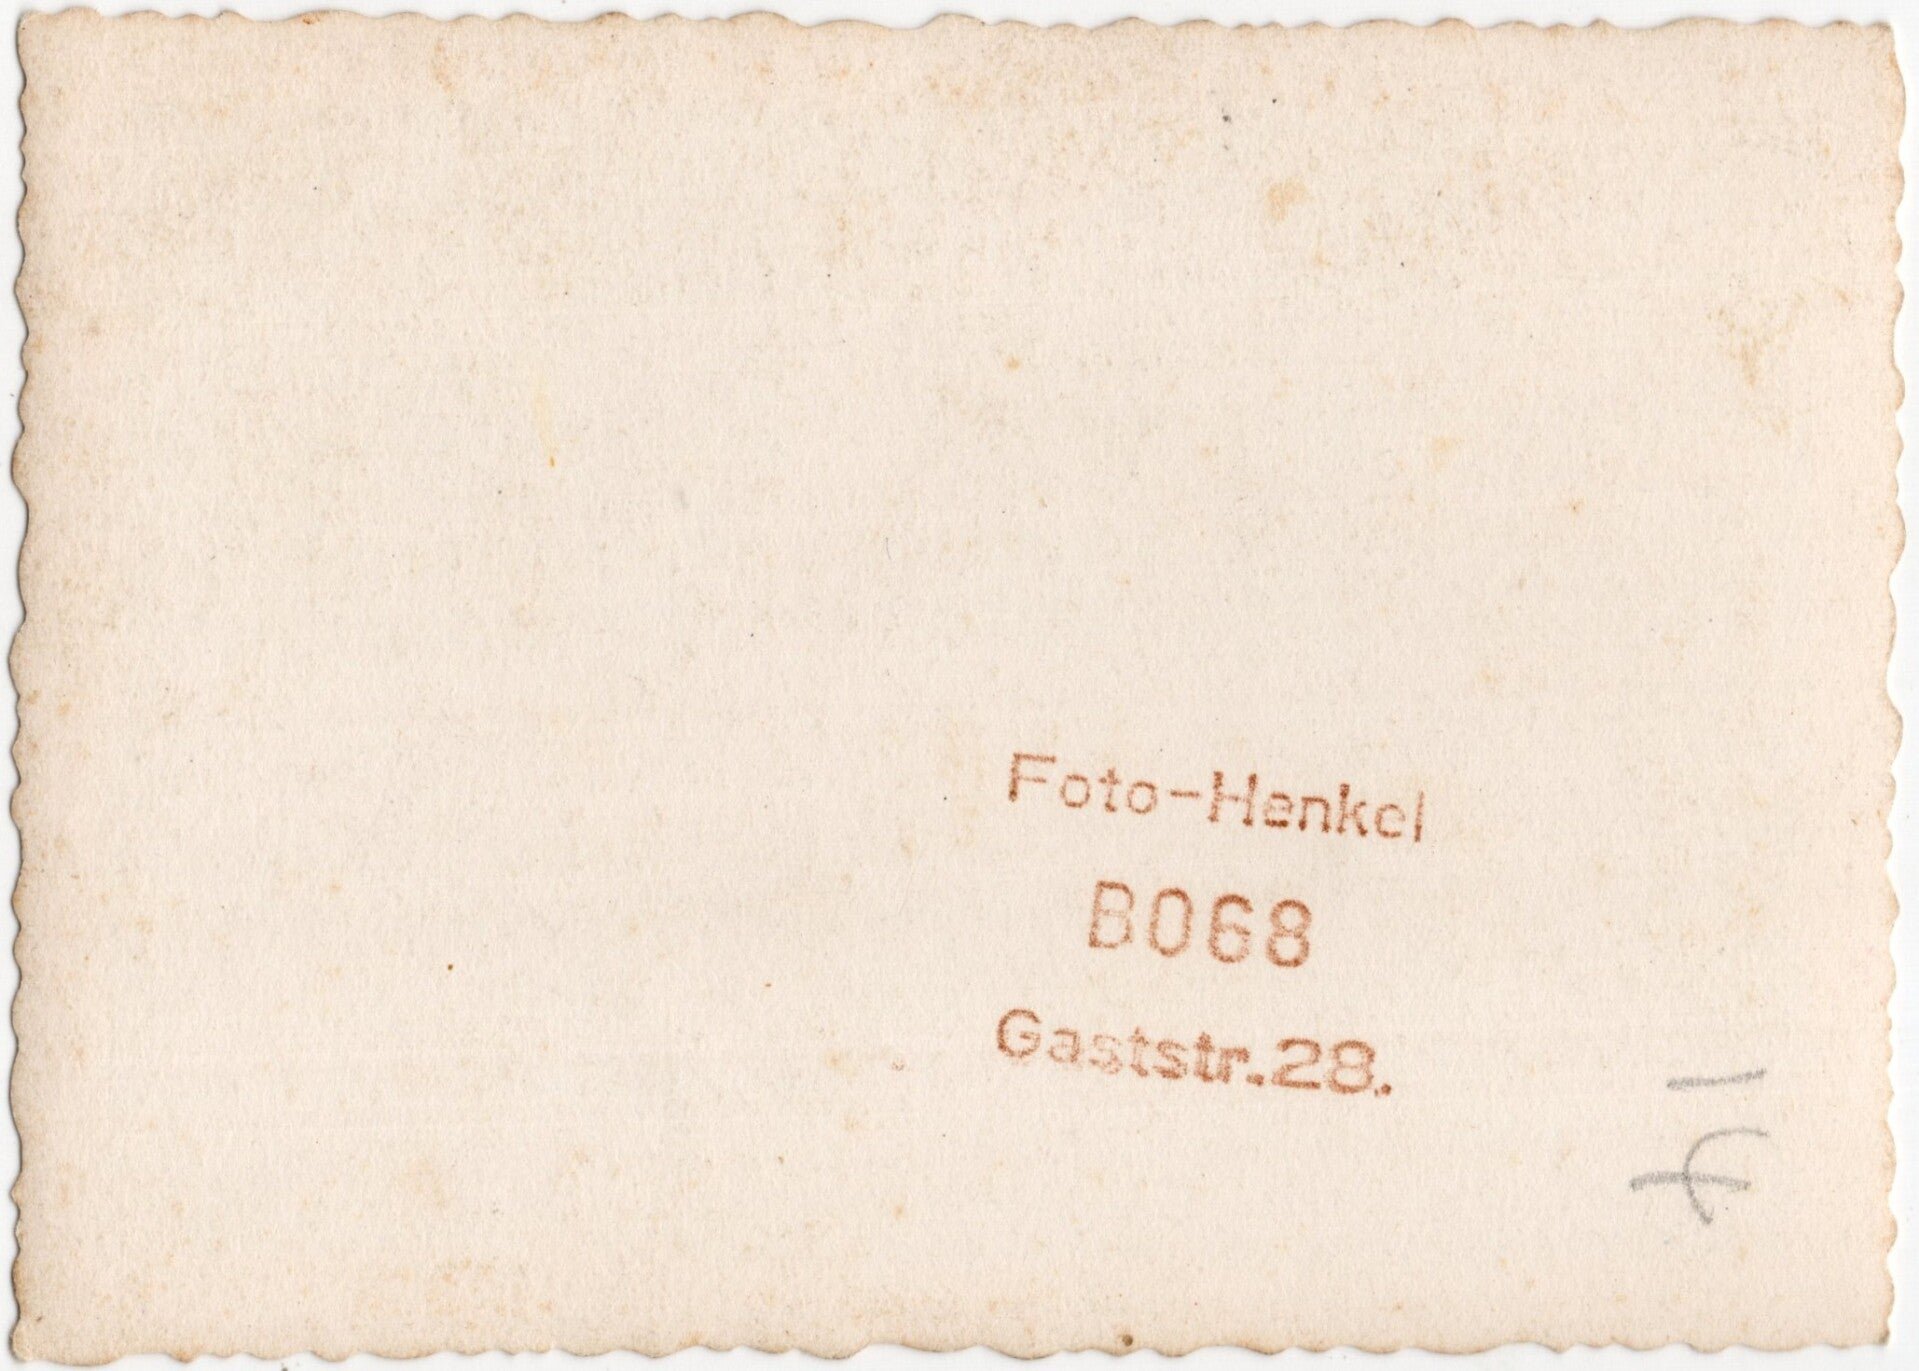 Foto-Henkel
B068
Gaststr.28.